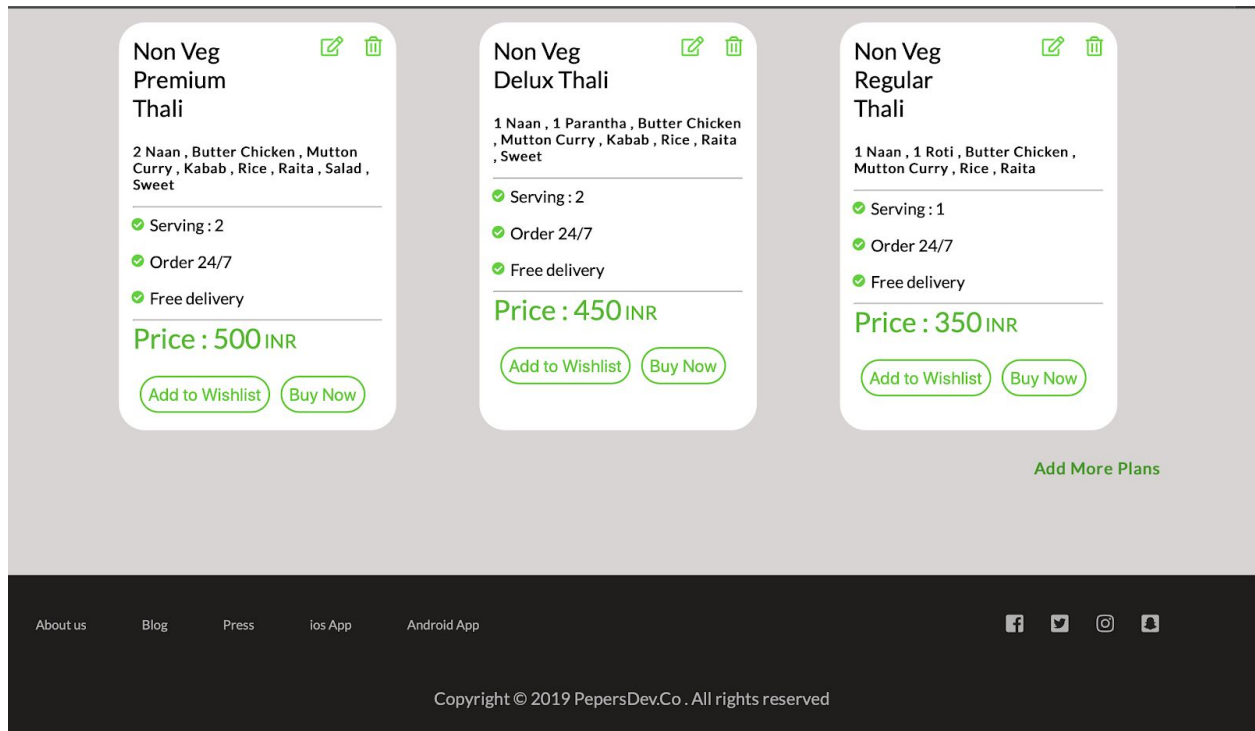 Non Veg
Premium
Thali
2 Naan , Butter Chicken , Mutton
Curry , Kabab , Rice , Raita , Salad ,
Sweet
Serving : 2
Order 24/7
Free delivery
Price : 500 INR
Add to Wishlist
Buy Now
Non Veg
Delux Thali
1 Naan , 1 Parantha , Butter Chicken
, Mutton Curry , Kabab , Rice , Raita
, Sweet
Serving : 2
Order 24/7
Free delivery
Price : 450 INR
Add to Wishlist
Buy Now
Non Veg
Regular
Thali
1 Naan , 1 Roti , Butter Chicken ,
Mutton Curry , Rice , Raita
Serving : 1
Order 24/7
Free delivery
Price : 350 INR
Add to Wishlist
Buy Now
Add More Plans
About us
Blog
Press
ios App
Android App
Copyright © 2019 PepersDev.Co . All rights reserved